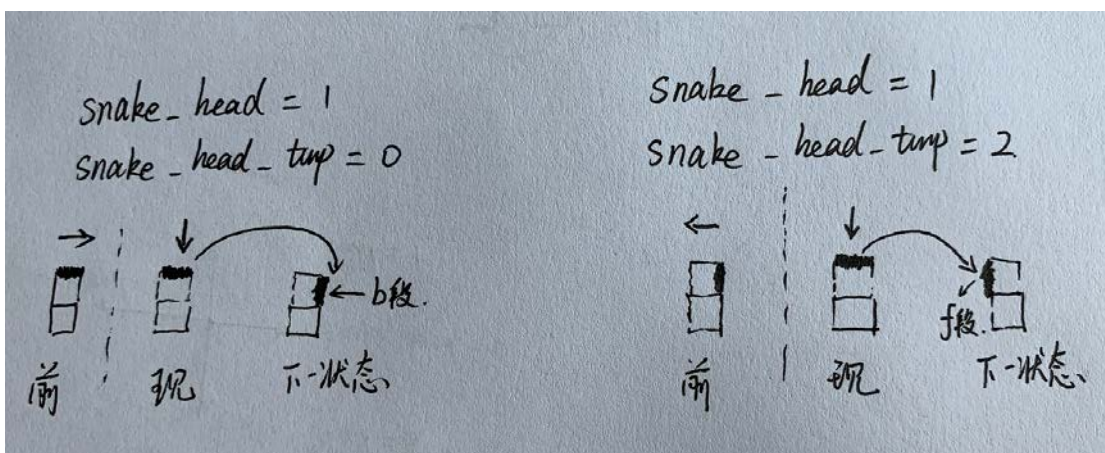 snake_head = 1
snake_head_tmp = 0
b段.
前
现
下一状态
snake_head = 1
snake_head_tmp = 2
f段.
前
现
下一状态